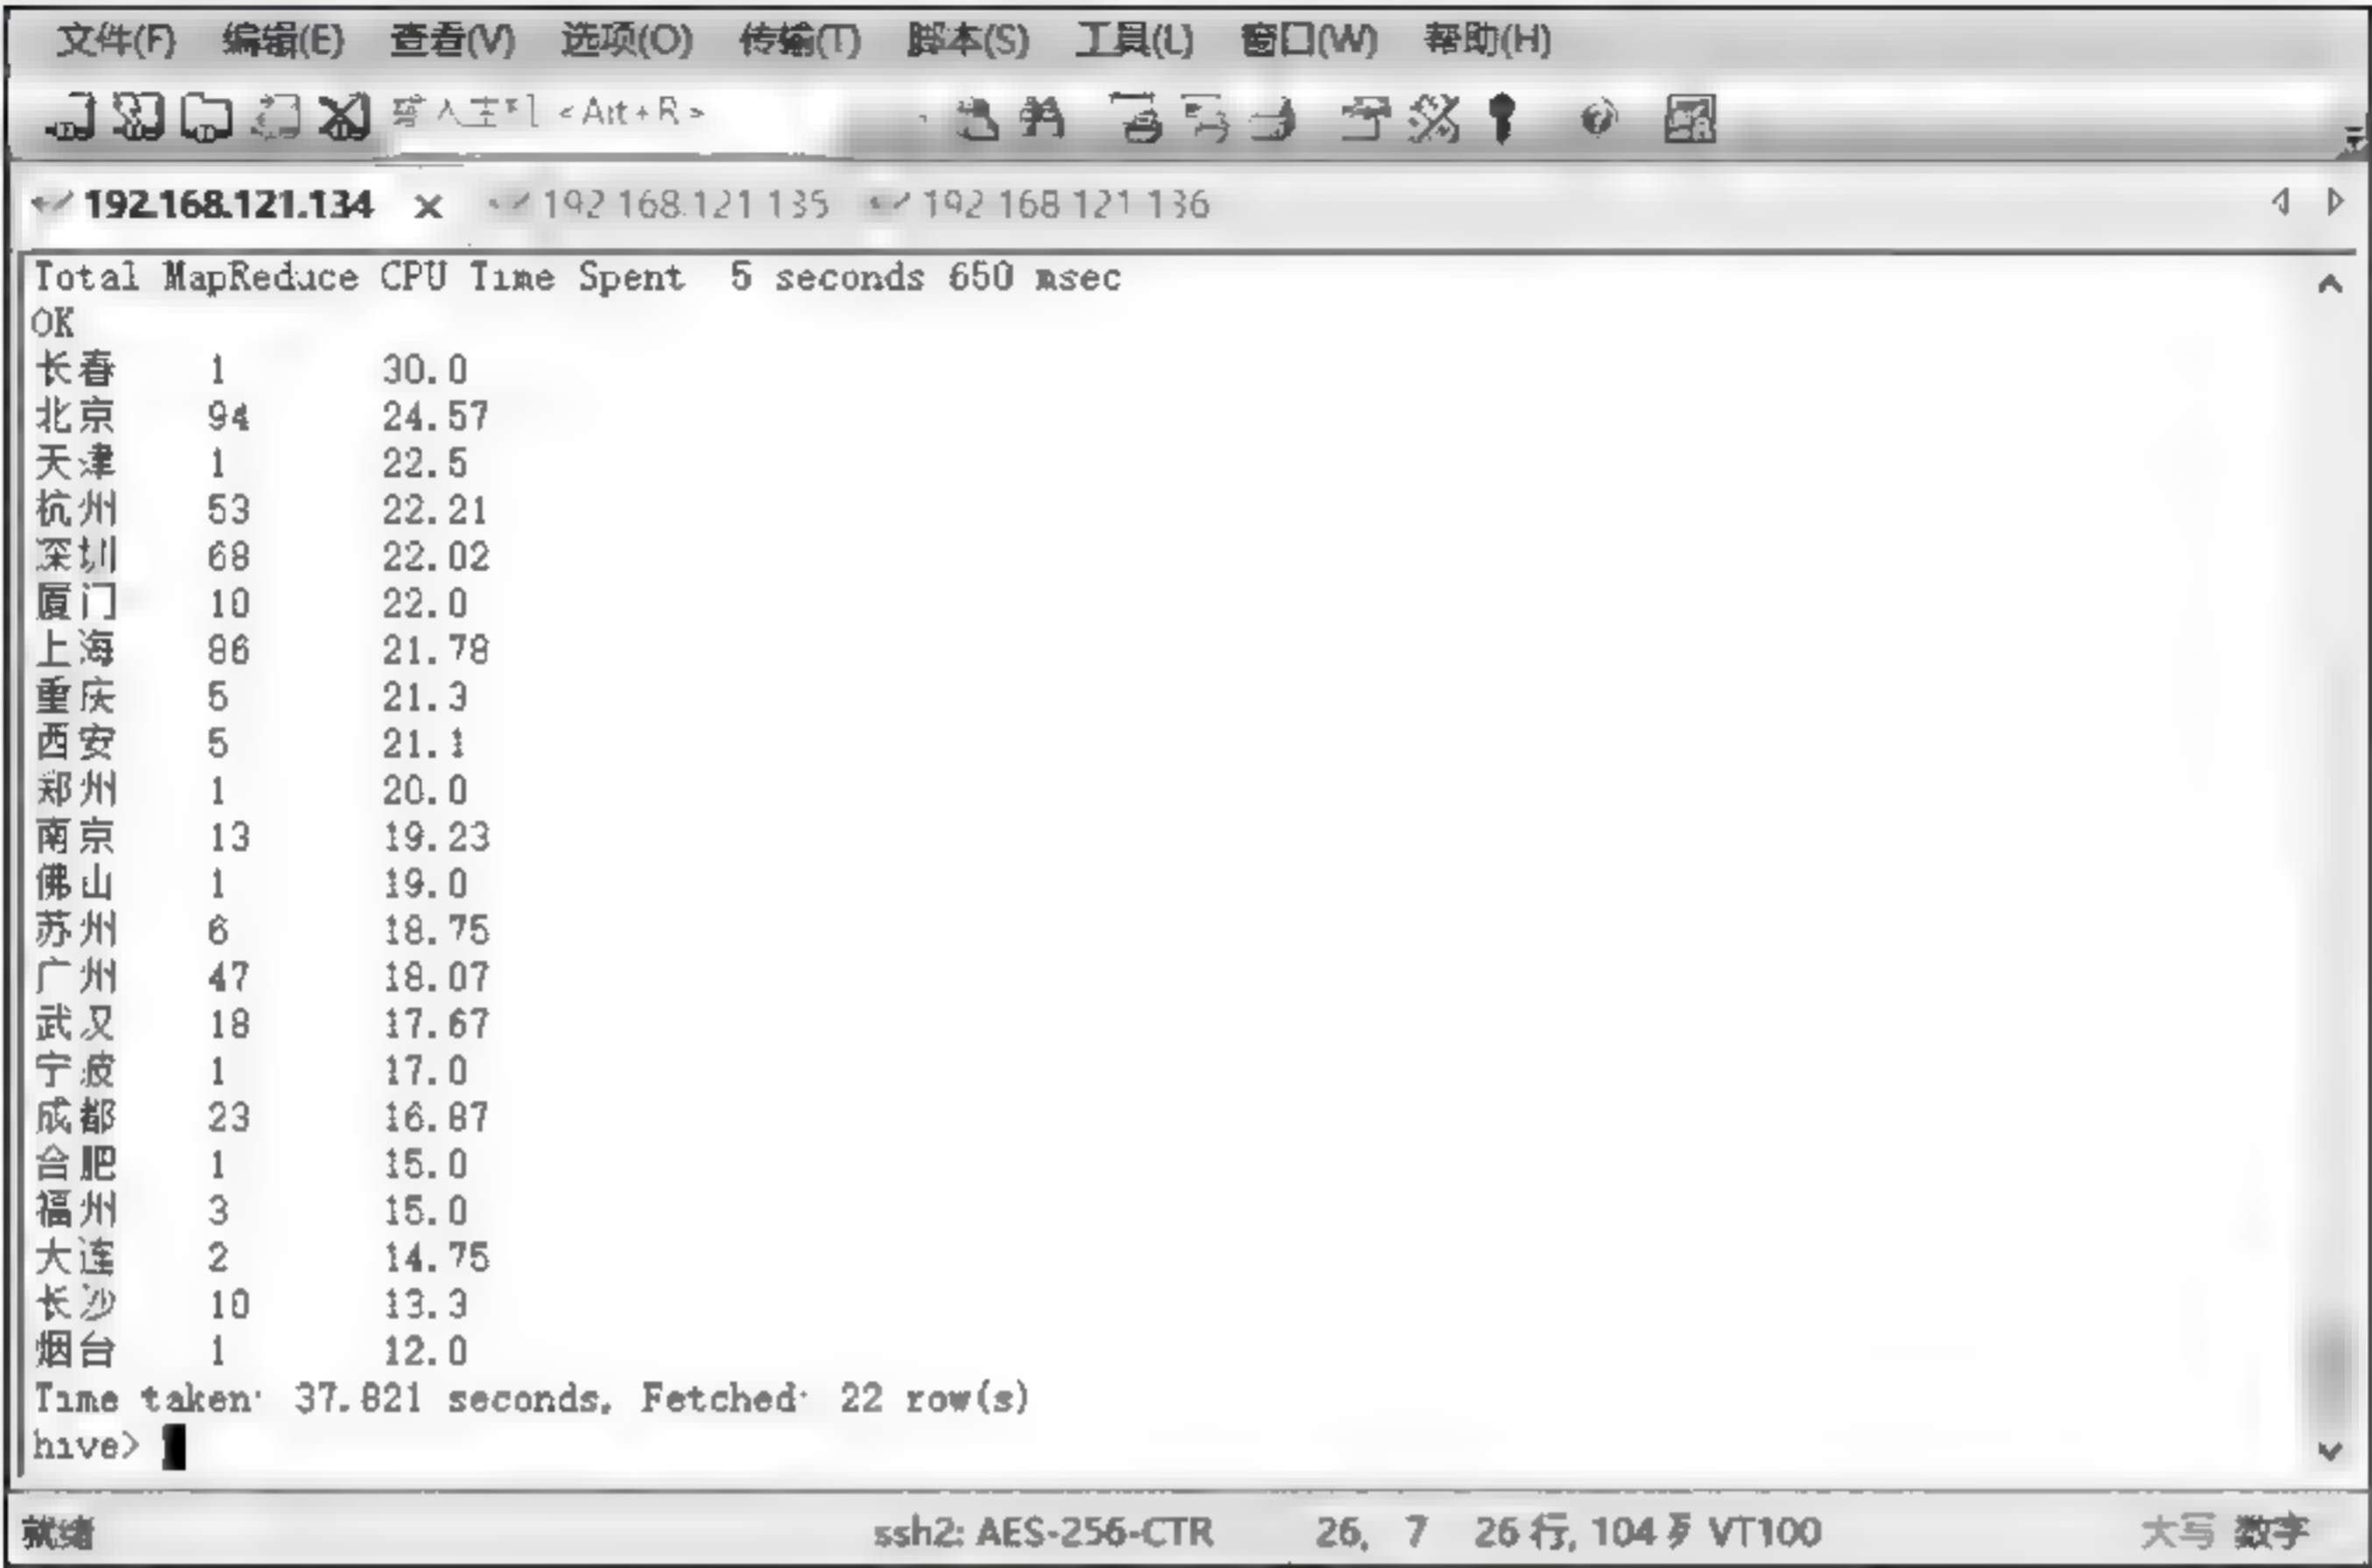 文件(F) 编辑(E) 查看(V) 选项(O) 传输(T) 脚本(S) 工具(L) 窗口(W) 帮助(H)
<Alt+R>
192.168.121.134 192.168.121.135 192.168.121.136
Total MapReduce CPU Time Spent 5 seconds 650 msec
OK
长春 1 30.0
北京 94 24.57
天津 1 22.5
杭州 53 22.21
深圳 68 22.02
厦门 10 22.0
上海 86 21.78
重庆 5 21.3
西安 5 21.1
郑州 1 20.0
南京 13 19.23
佛山 1 19.0
苏州 6 18.75
广州 47 18.07
武汉 18 17.67
宁波 1 17.0
成都 23 16.87
合肥 1 15.0
福州 3 15.0
大连 2 14.75
长沙 10 13.3
烟台 1 12.0
Time taken: 37.821 seconds, Fetched: 22 row(s)
hive>
就绪 ssh2: AES-256-CTR 26, 7 26行, 104列 VT100 大写 数字